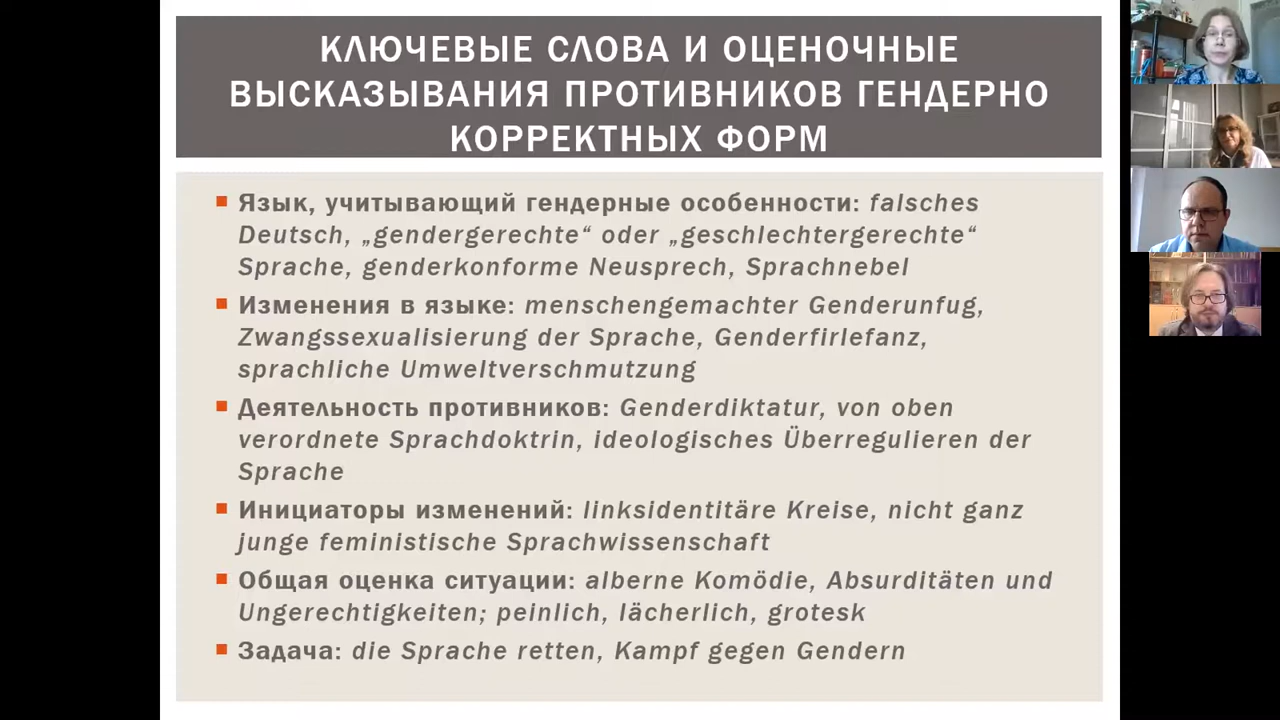 КЛЮЧЕВЫЕ СЛОВА И ОЦЕНОЧНЫЕ
ВЫСКАЗЫВАНИЯ ПРОТИВНИКОВ ГЕНДЕРНО
КОРРЕКТНЫХ ФОРМ
Язык, учитывающий гендерные особенности: falsches
Deutsch, „gendergerechte“ oder „geschlechtergerechte“
Sprache, genderkonforme Neusprech, Sprachnebel
Изменения в языке: menschengemachter Genderunfug,
Zwangssexualisierung der Sprache, Genderfirlefanz,
sprachliche Umweltverschmutzung
Деятельность противников: Genderdiktatur, von oben
verordnete Sprachdoktrin, ideologisches Überregulieren der
Sprache
Инициаторы изменений: linksidentitäre Kreise, nicht ganz
junge feministische Sprachwissenschaft
Общая оценка ситуации: alberne Komödie, Absurditäten und
Ungerechtigkeiten; peinlich, lächerlich, grotesk
Задача: die Sprache retten, Kampf gegen Gendern